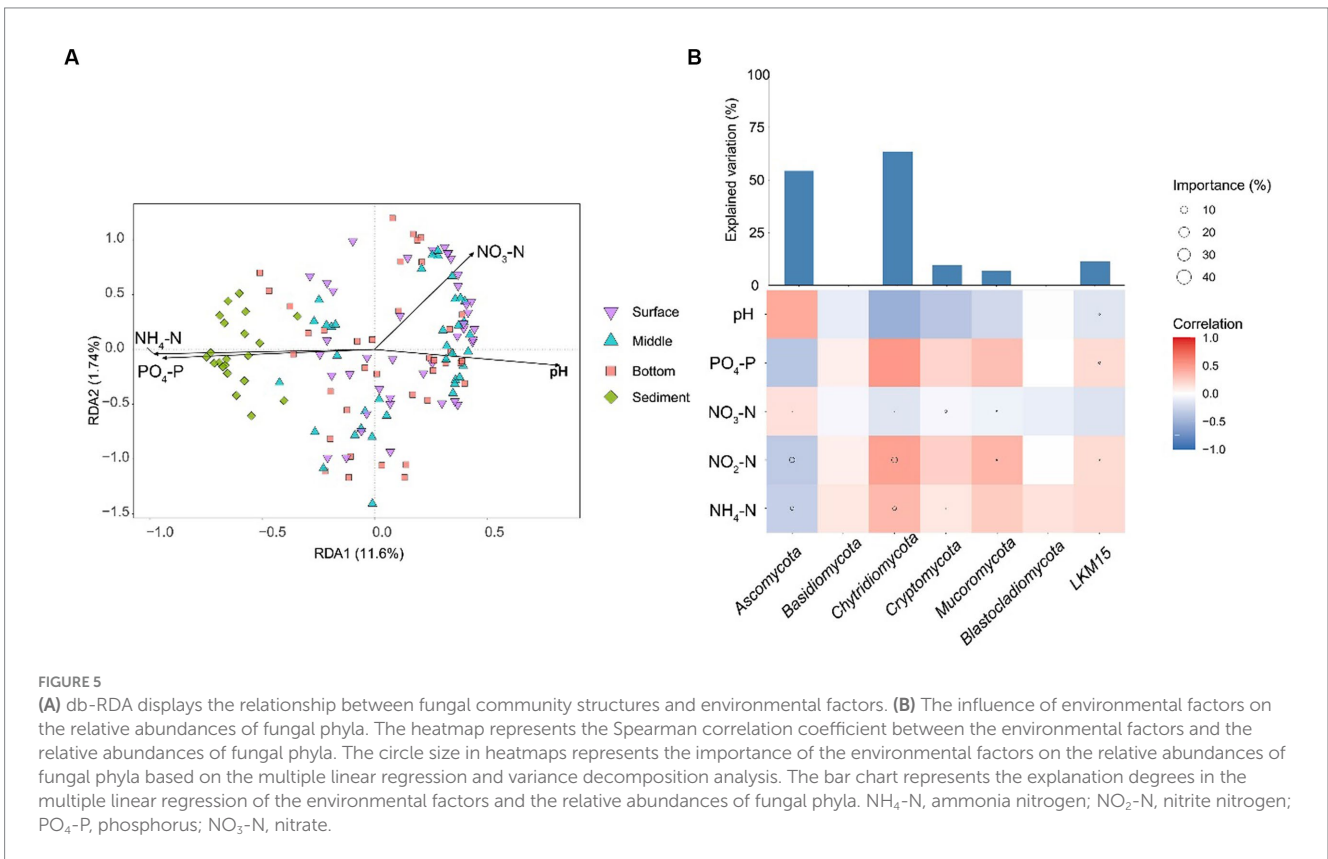 A
RDA2 (1.74%)
1.0
0.5
0.0
−0.5
−1.0
−1.5
−1.0
−0.5
0.0
0.5
RDA1 (11.6%)
NO₃-N
NH₄-N
PO₄-P
pH
Surface
Middle
Bottom
Sediment
B
Explained variation (%)
100
75
50
25
0
pH
PO₄-P
NO₃-N
NO₂-N
NH₄-N
Ascomycota
Basidiomycota
Chytridiomycota
Cryptomycota
Mucoromycota
Blastocladiomycota
LKM15
Importance (%)
10
20
30
40
Correlation
1.0
0.5
0.0
−0.5
−1.0
FIGURE 5
(A) db-RDA displays the relationship between fungal community structures and environmental factors. (B) The influence of environmental factors on
the relative abundances of fungal phyla. The heatmap represents the Spearman correlation coefficient between the environmental factors and the
relative abundances of fungal phyla. The circle size in heatmaps represents the importance of the environmental factors on the relative abundances of
fungal phyla based on the multiple linear regression and variance decomposition analysis. The bar chart represents the explanation degrees in the
multiple linear regression of the environmental factors and the relative abundances of fungal phyla. NH₄-N, ammonia nitrogen; NO₂-N, nitrite nitrogen;
PO₄-P, phosphorus; NO₃-N, nitrate.